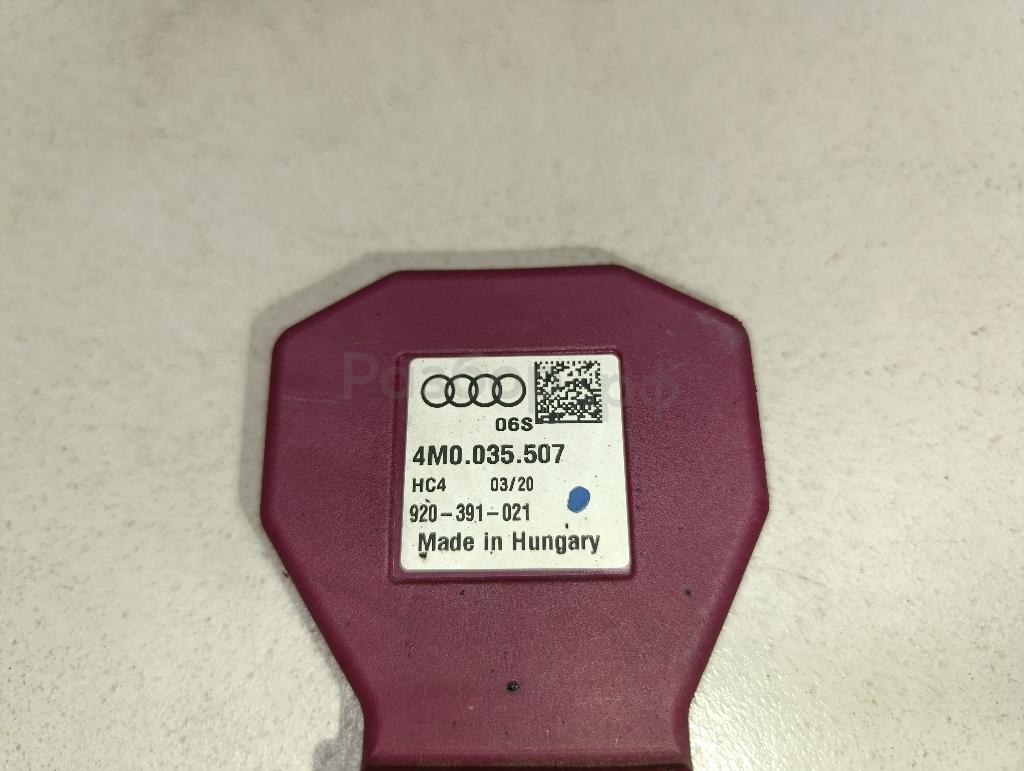 06S
4M0.035.507
HC4 03/20
920-391-021
Made in Hungary